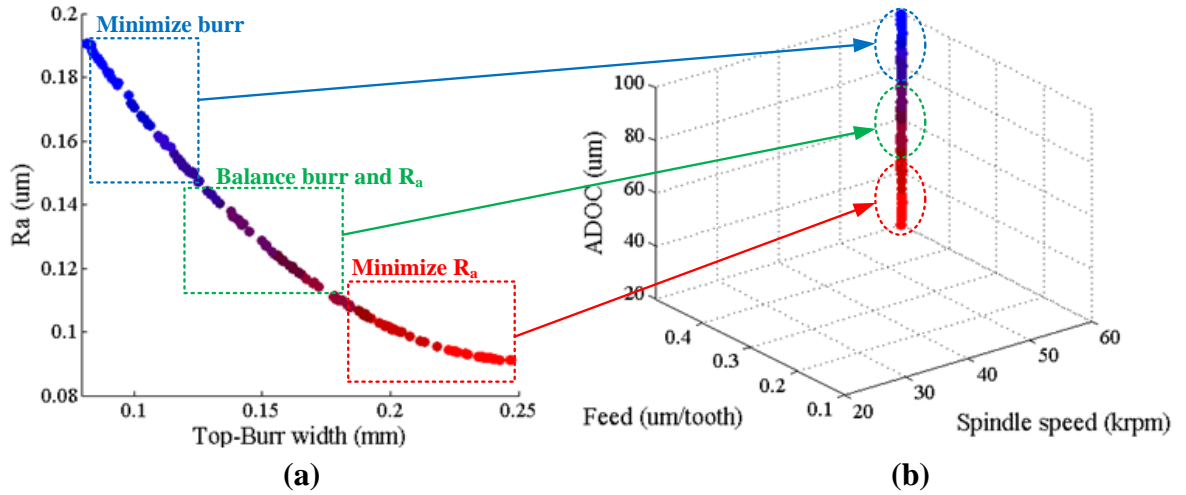 Minimize burr
Balance burr and Ra
Minimize Ra
0.2
0.18
0.16
0.14
0.12
0.1
0.08
Ra (um)
0.1
0.15
0.2
0.25
Top-Burr width (mm)
(a)
100
80
60
40
20
ADOC (um)
0.4
0.3
0.2
0.1
Feed (um/tooth)
20
30
40
50
60
Spindle speed (krpm)
(b)